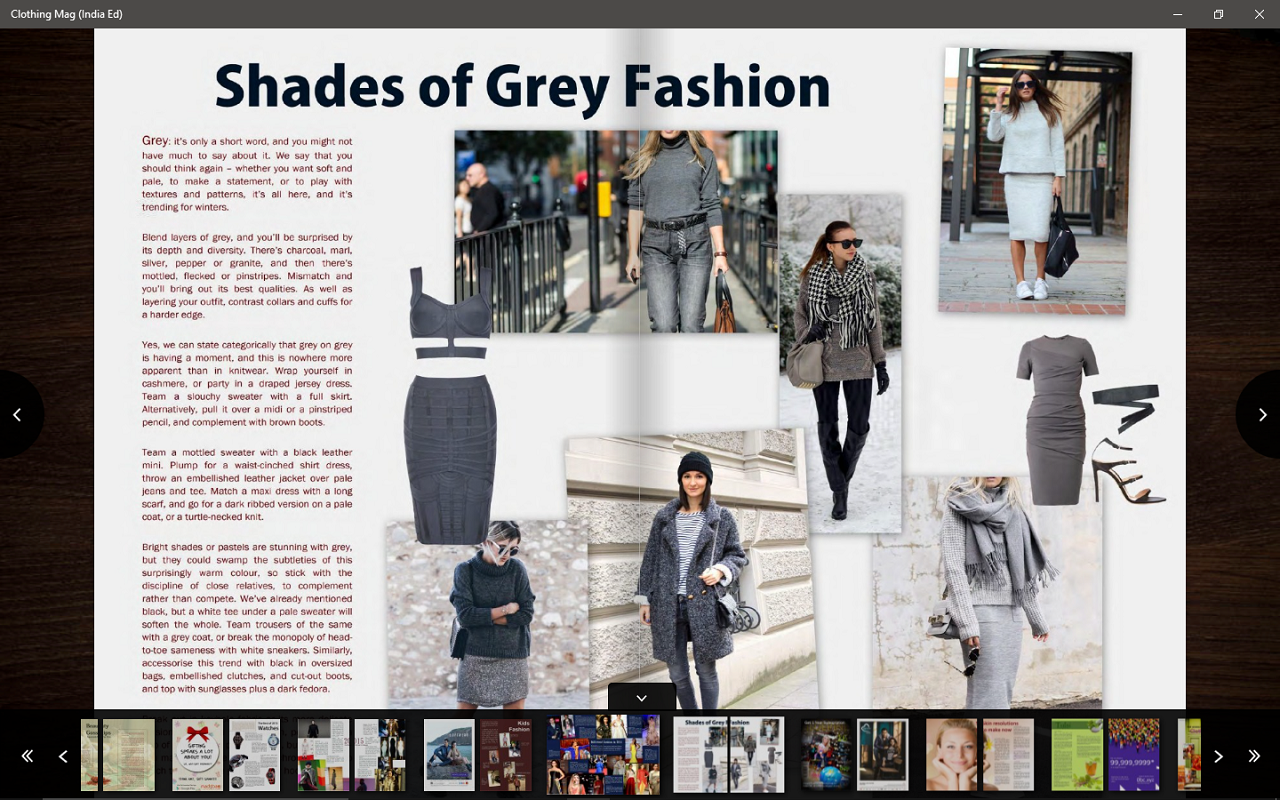 Clothing Mag (India Ed)
Shades of Grey Fashion
Grey: it's only a short word, and you might not
have much to say about it. We say that you
should think again – whether you want soft and
pale, to make a statement, or to play with
textures and patterns, it's all here, and it's
trending for winters.
Blend layers of grey, and you'll be surprised by
its depth and diversity. There's charcoal, marl,
silver, pepper or granite, and then there's
mottled, flecked or pinstripes. Mismatch and
you'll bring out its best qualities. As well as
layering your outfit, contrast collars and cuffs for
a harder edge.
Yes, we can state categorically that grey on grey
is having a moment, and this is nowhere more
apparent than in knitwear. Wrap yourself in
cashmere, or party in a draped jersey dress.
Team a slouchy sweater with a full skirt.
Alternatively, pull it over a midi or a pinstriped
pencil, and complement with brown boots.
Team a mottled sweater with a black leather
mini. Plump for a waist-cinched shirt dress,
throw an embellished leather jacket over pale
jeans and tee. Match a maxi dress with a long
scarf, and go for a dark ribbed version on a pale
coat, or a turtle-necked knit.
Bright shades or pastels are stunning with grey,
but they could swamp the subtleties of this
surprisingly warm colour, so stick with the
discipline of close relatives, to complement
rather than compete. We've already mentioned
black, but a white tee under a pale sweater will
soften the whole. Team trousers of the same
with a grey coat, or break the monopoly of head-
to-toe sameness with white sneakers. Similarly,
accessorise this trend with black in oversized
bags, embellished clutches, and cut-out boots,
and top with sunglasses plus a dark fedora.
GIFTING
SPEAKS A LOT
ABOUT YOU!
Watches
Kids
Fashion
Shades of Grey Fashion
99,999,9999*